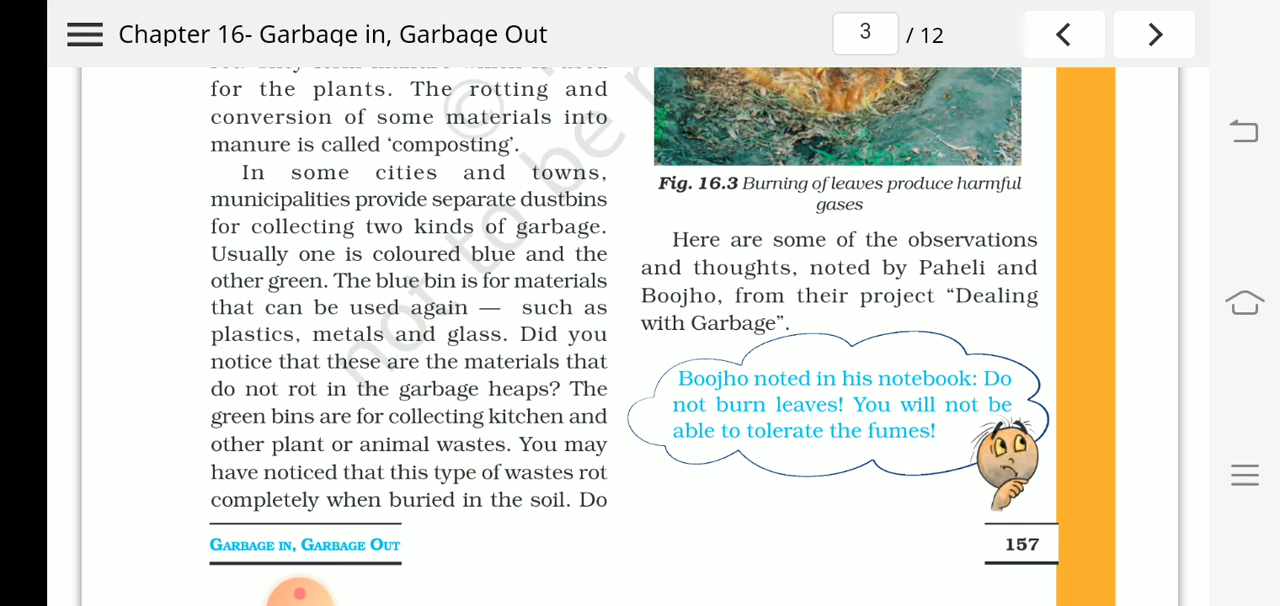 Chapter 16- Garbage in, Garbage Out
3 / 12
for the plants. The rotting and
conversion of some materials into
manure is called ‘composting’.
In some cities and towns,
municipalities provide separate dustbins
for collecting two kinds of garbage.
Usually one is coloured blue and the
other green. The blue bin is for materials
that can be used again — such as
plastics, metals and glass. Did you
notice that these are the materials that
do not rot in the garbage heaps? The
green bins are for collecting kitchen and
other plant or animal wastes. You may
have noticed that this type of wastes rot
completely when buried in the soil. Do
Fig. 16.3 Burning of leaves produce harmful
gases
Here are some of the observations
and thoughts, noted by Paheli and
Boojho, from their project “Dealing
with Garbage”.
Boojho noted in his notebook: Do
not burn leaves! You will not be
able to tolerate the fumes!
GARBAGE IN, GARBAGE OUT
157
©
not to be